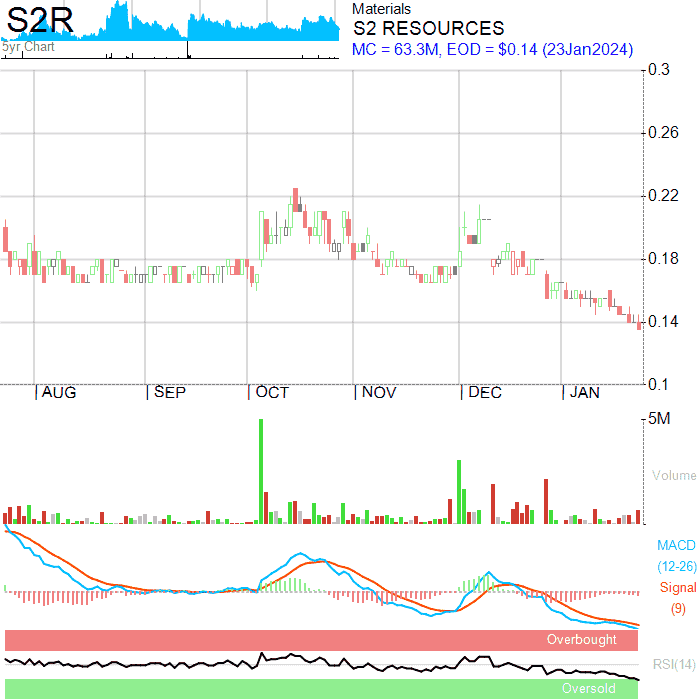 S2R
5yr Chart
Materials
S2 RESOURCES
MC = 63.3M, EOD = $0.14 (23Jan2024)
0.3
0.26
0.22
0.18
0.14
0.1
AUG SEP OCT NOV DEC JAN
5M
Volume
MACD
(12-26)
Signal
(9)
Overbought
RSI(14)
Oversold